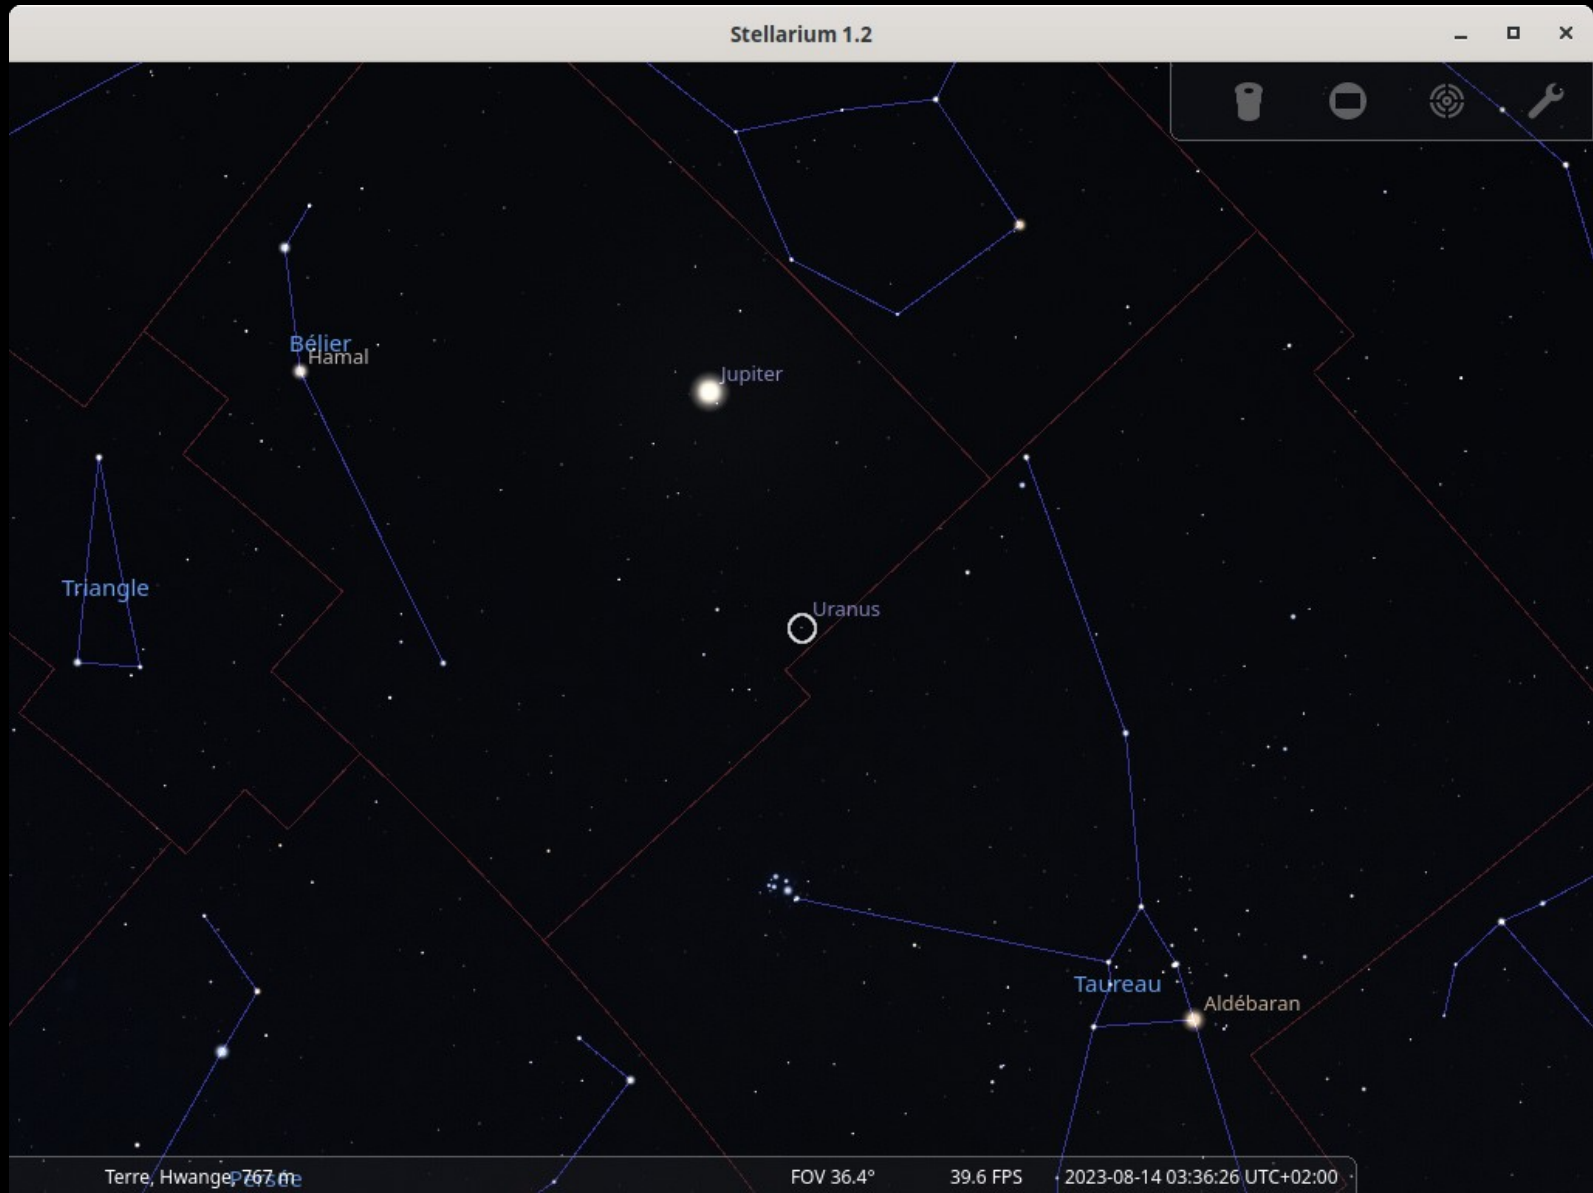 Stellarium 1.2
Bélier
Hamal
Jupiter
Triangle
Uranus
Taureau
Aldébaran
Terre, Hwange, 767 m
Persée
FOV 36.4°
39.6 FPS
2023-08-14 03:36:26 UTC+02:00